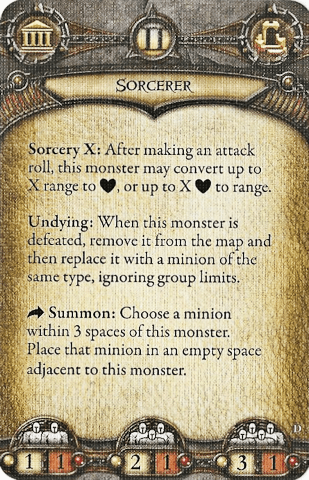 II
SORCERER
Sorcery X: After making an attack
roll, this monster may convert up to
X range to ♥, or up to X ♥ to range.
Undying: When this monster is
defeated, remove it from the map and
then replace it with a minion of the
same type, ignoring group limits.
Summon: Choose a minion
within 3 spaces of this monster.
Place that minion in an empty space
adjacent to this monster.
D
1 1 2 1 3 1